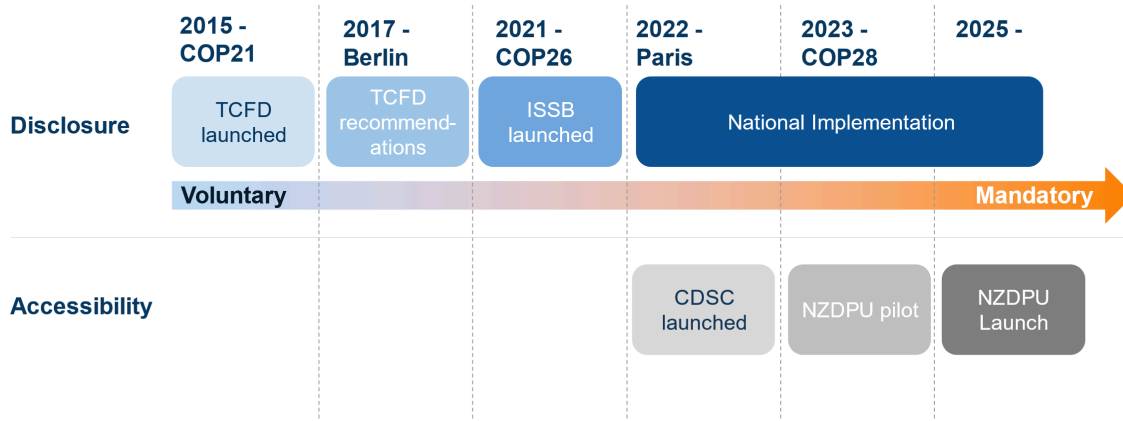 2015 -
COP21
2017 -
Berlin
2021 -
COP26
2022 -
Paris
2023 -
COP28
2025 -
Disclosure
TCFD
launched
TCFD
recommend-
ations
ISSB
launched
National Implementation
Voluntary
Mandatory
Accessibility
CDSC
launched
NZDPU pilot
NZDPU
Launch